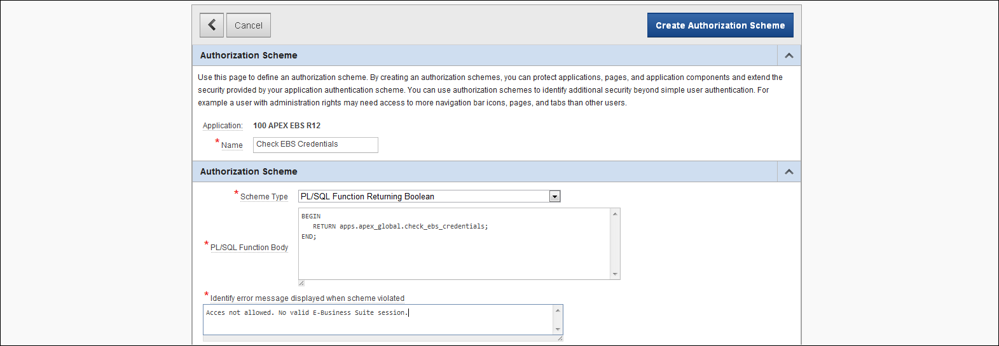 Cancel
Create Authorization Scheme
Authorization Scheme
Use this page to define an authorization scheme. By creating an authorization schemes, you can protect applications, pages, and application components and extend the
security provided by your application authentication scheme. You can use authorization schemes to identify additional security beyond simple user authentication. For
example a user with administration rights may need access to more navigation bar icons, pages, and tabs than other users.
Application: 100 APEX EBS R12
* Name Check EBS Credentials
Authorization Scheme
* Scheme Type PL/SQL Function Returning Boolean
BEGIN
RETURN apps.apex_global.check_ebs_credentials;
END;
* PL/SQL Function Body
* Identify error message displayed when scheme violated
Acces not allowed. No valid E-Business Suite session.